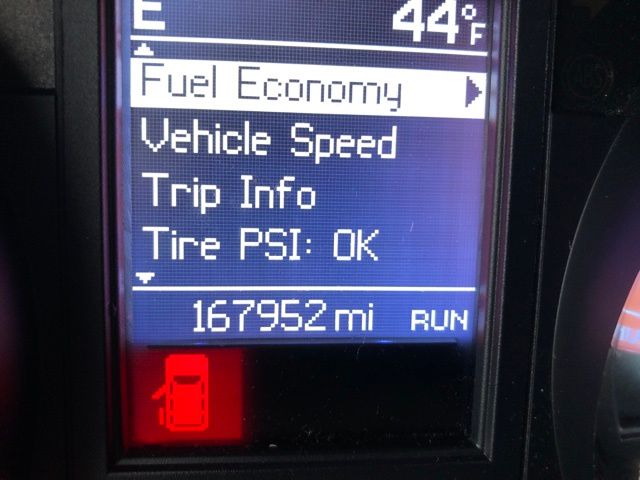 E 44°F
Fuel Economy
Vehicle Speed
Trip Info
Tire PSI: OK
167952 mi RUN